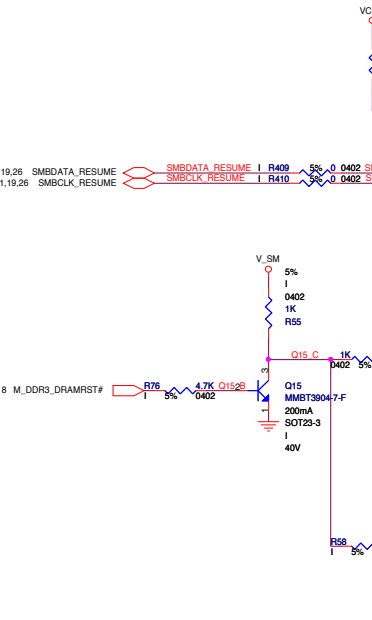 VC
19,26 SMBDATA_RESUME SMBDATA_RESUME I R409 5% 0 0402 S
1,19,26 SMBCLK_RESUME SMBCLK_RESUME I R410 5% 0 0402 S
V_SM
5%
I
0402
1K
R55
Q15_C 1K
0402 5%
3
8 M_DDR3_DRAMRST# R76 4.7K Q15_B 2
I 5% 0402
Q15
MMBT3904-7-F
1
200mA
SOT23-3
I
40V
R58
I 5%